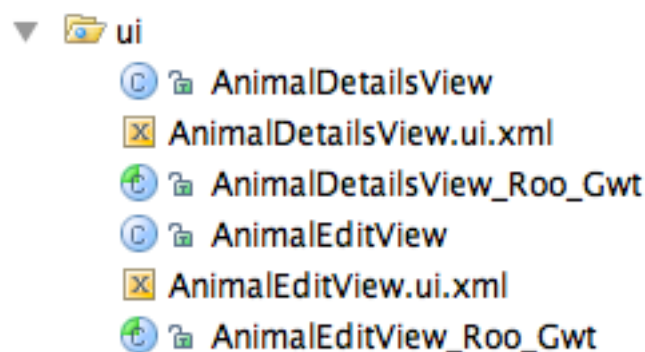 ui
AnimalDetailsView
AnimalDetailsView.ui.xml
AnimalDetailsView_Roo_Gwt
AnimalEditView
AnimalEditView.ui.xml
AnimalEditView_Roo_Gwt